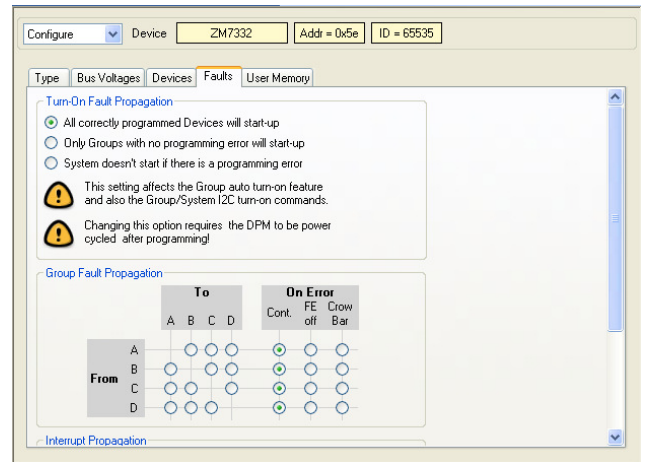 Configure Device ZM7332 Addr = 0x5e ID = 65535
Type Bus Voltages Devices Faults User Memory
Turn-On Fault Propagation
All correctly programmed Devices will start-up
Only Groups with no programming error will start-up
System doesn't start if there is a programming error
This setting affects the Group auto turn-on feature
and also the Group/System I2C turn-on commands.
Changing this option requires the DPM to be power
cycled after programming!
Group Fault Propagation
To On Error
A B C D Cont. FE off Crow Bar
From
A
B
C
D
Interrupt Propagation